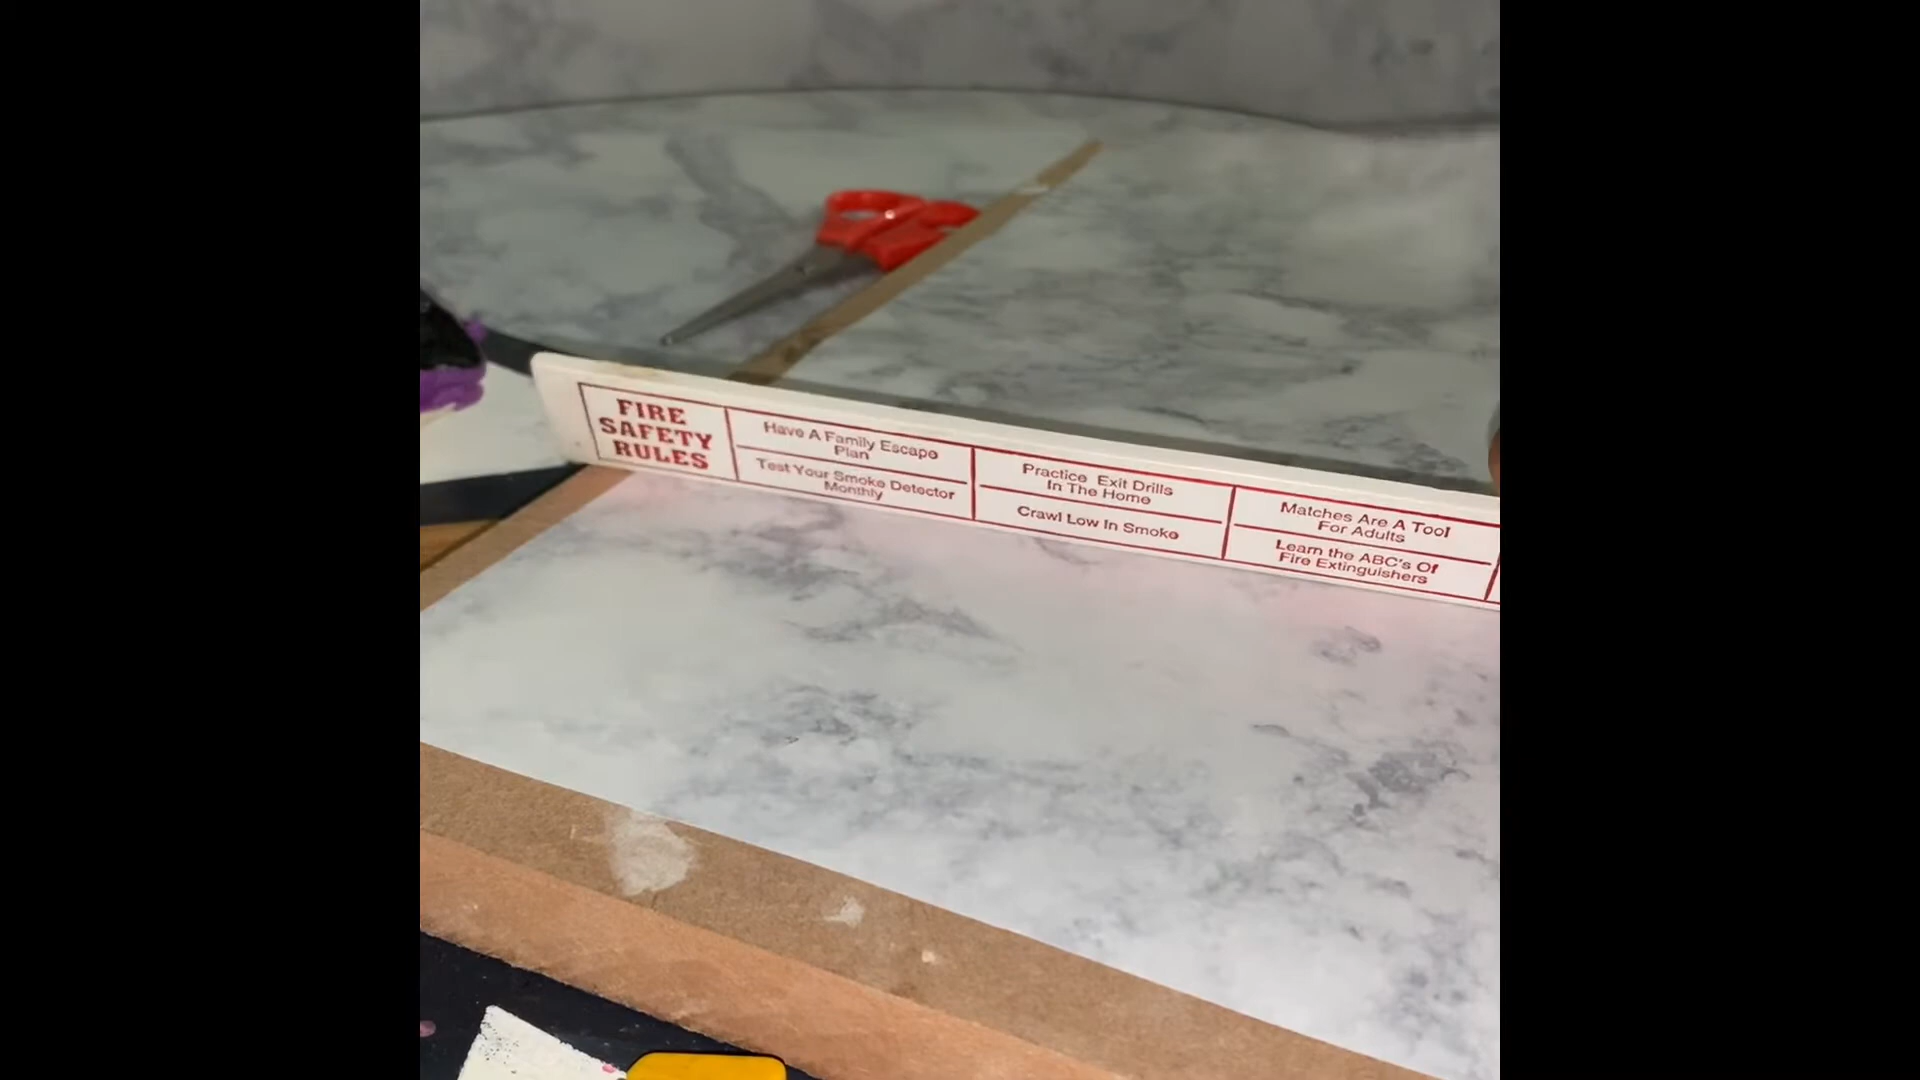 FIRE
SAFETY
RULES
Have A Family Escape
Plan
Test Your Smoke Detector
Monthly
Practice Exit Drills
In The Home
Crawl Low In Smoke
Matches Are A Tool
For Adults
Learn the ABC's Of
Fire Extinguishers